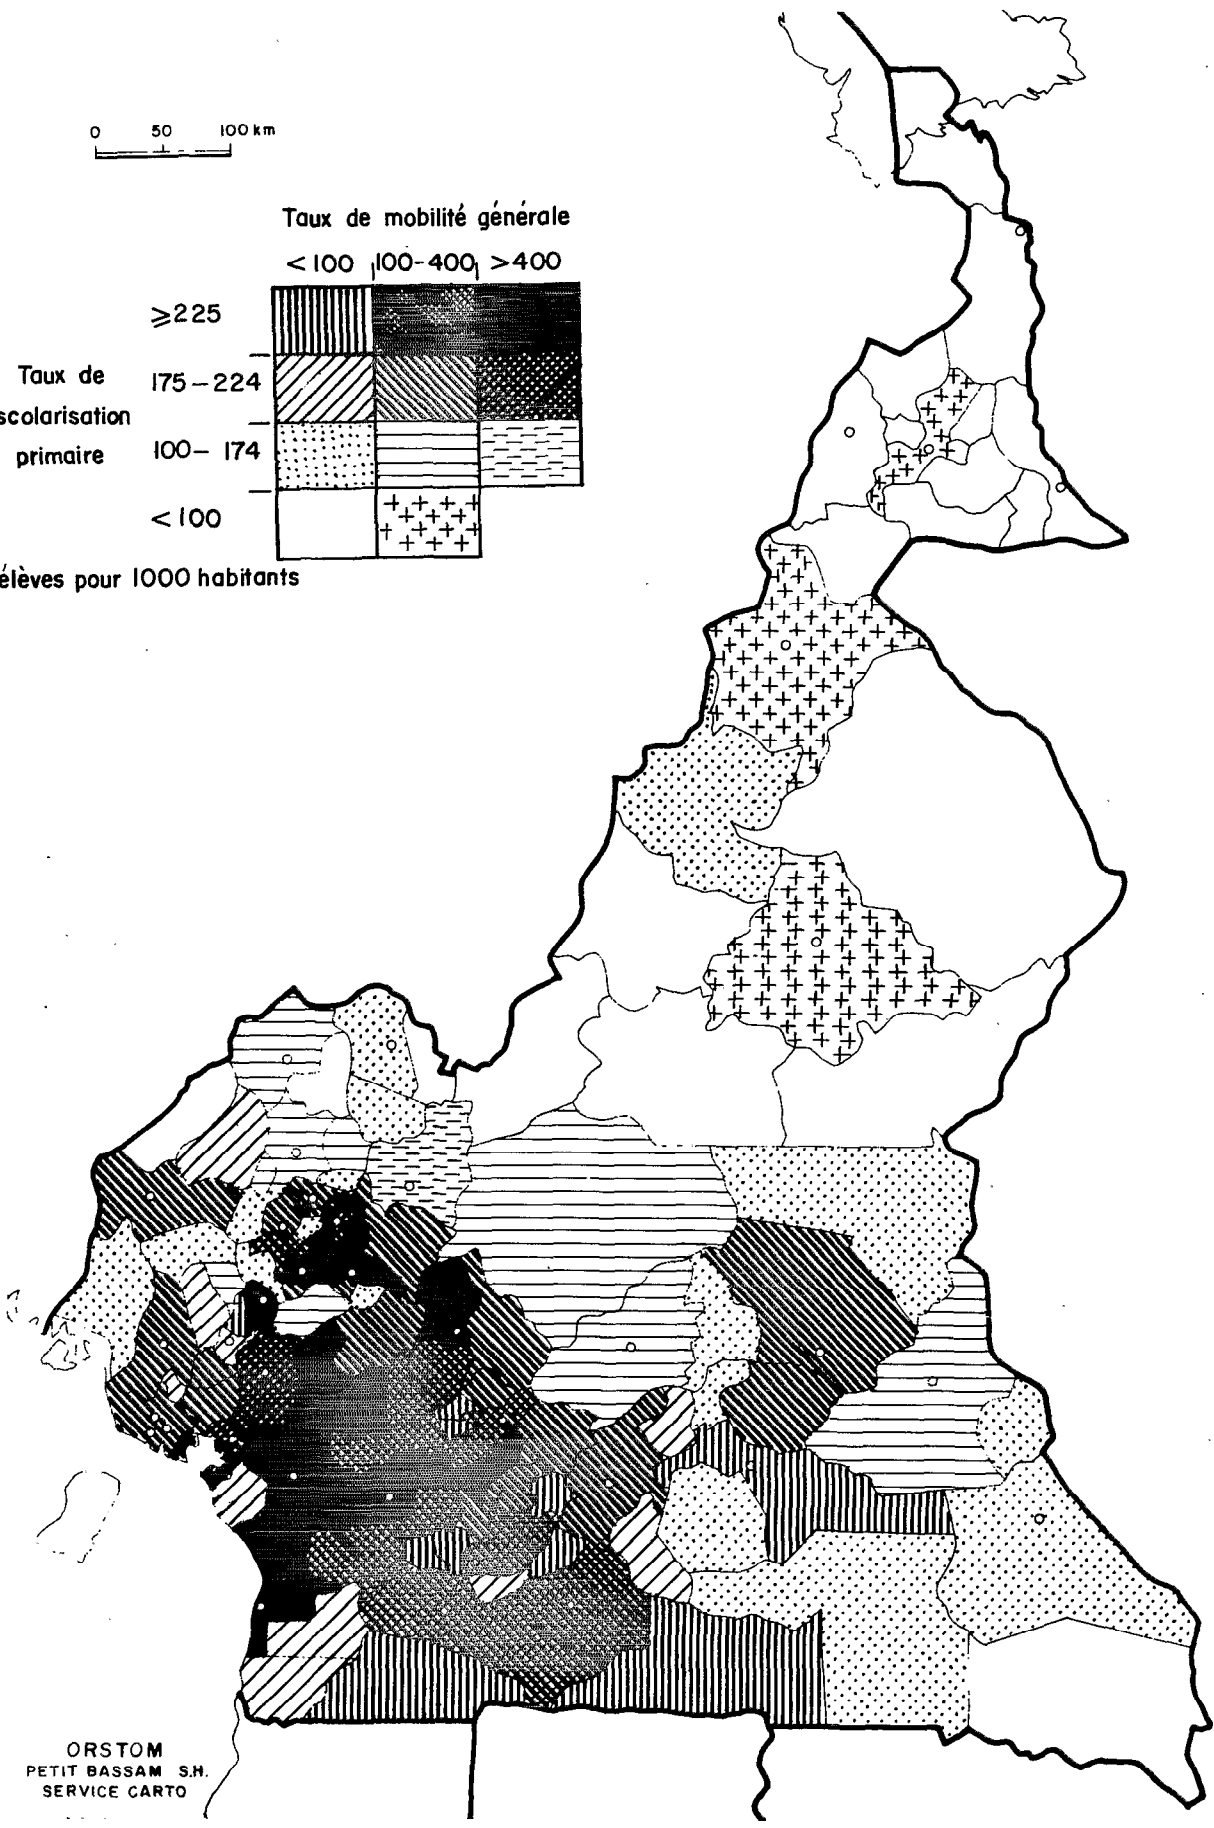 0 50 100 km
Taux de mobilité générale
<100 100-400 >400
≥225
Taux de 175-224
scolarisation
primaire 100- 174
<100
élèves pour 1000 habitants
ORSTOM
PETIT BASSAM S.H.
SERVICE CARTO